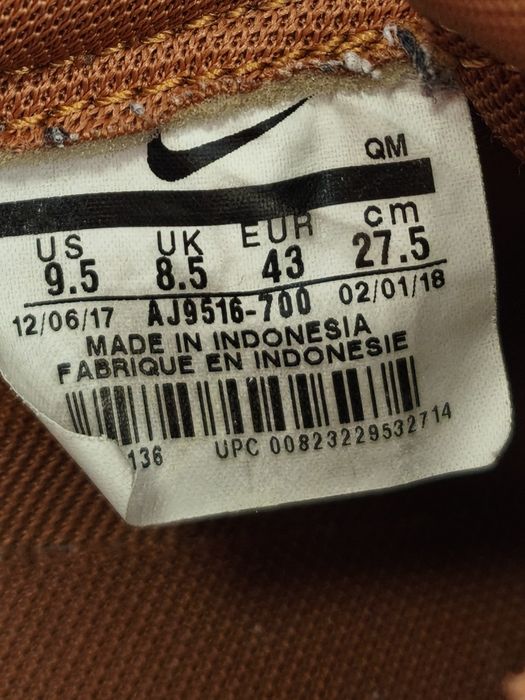 QM
US UK EUR cm
9.5 8.5 43 27.5
12/06/17 AJ9516-700 02/01/18
MADE IN INDONESIA
FABRIQUE EN INDONESIE
136 UPC 00823229532714